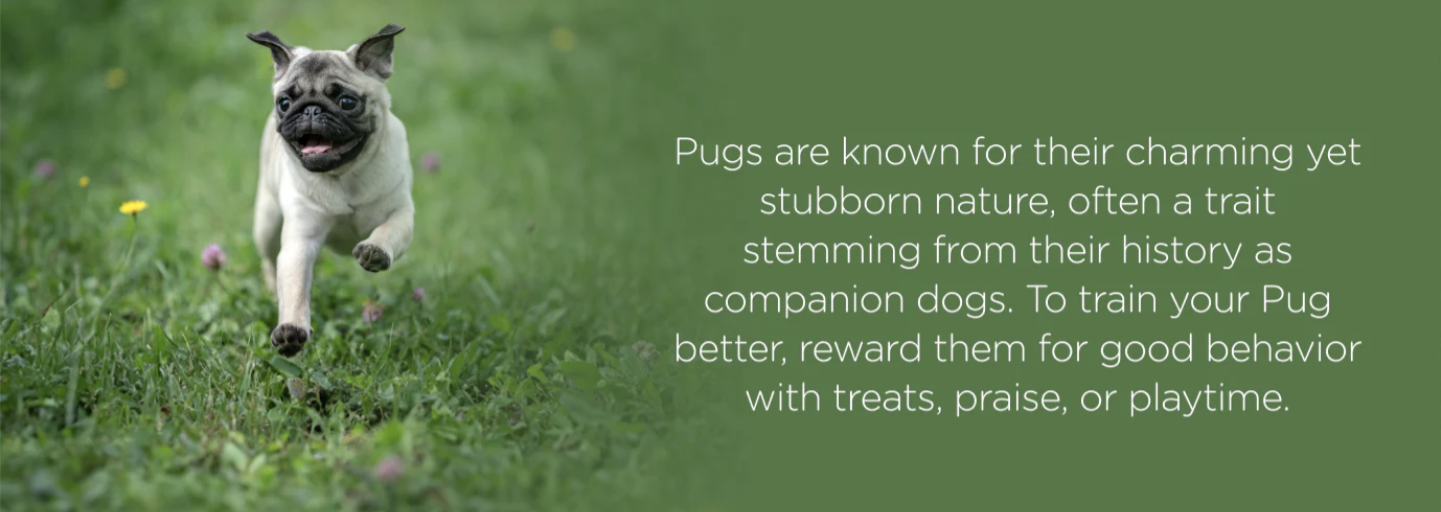 Pugs are known for their charming yet
stubborn nature, often a trait
stemming from their history as
companion dogs. To train your Pug
better, reward them for good behavior
with treats, praise, or playtime.